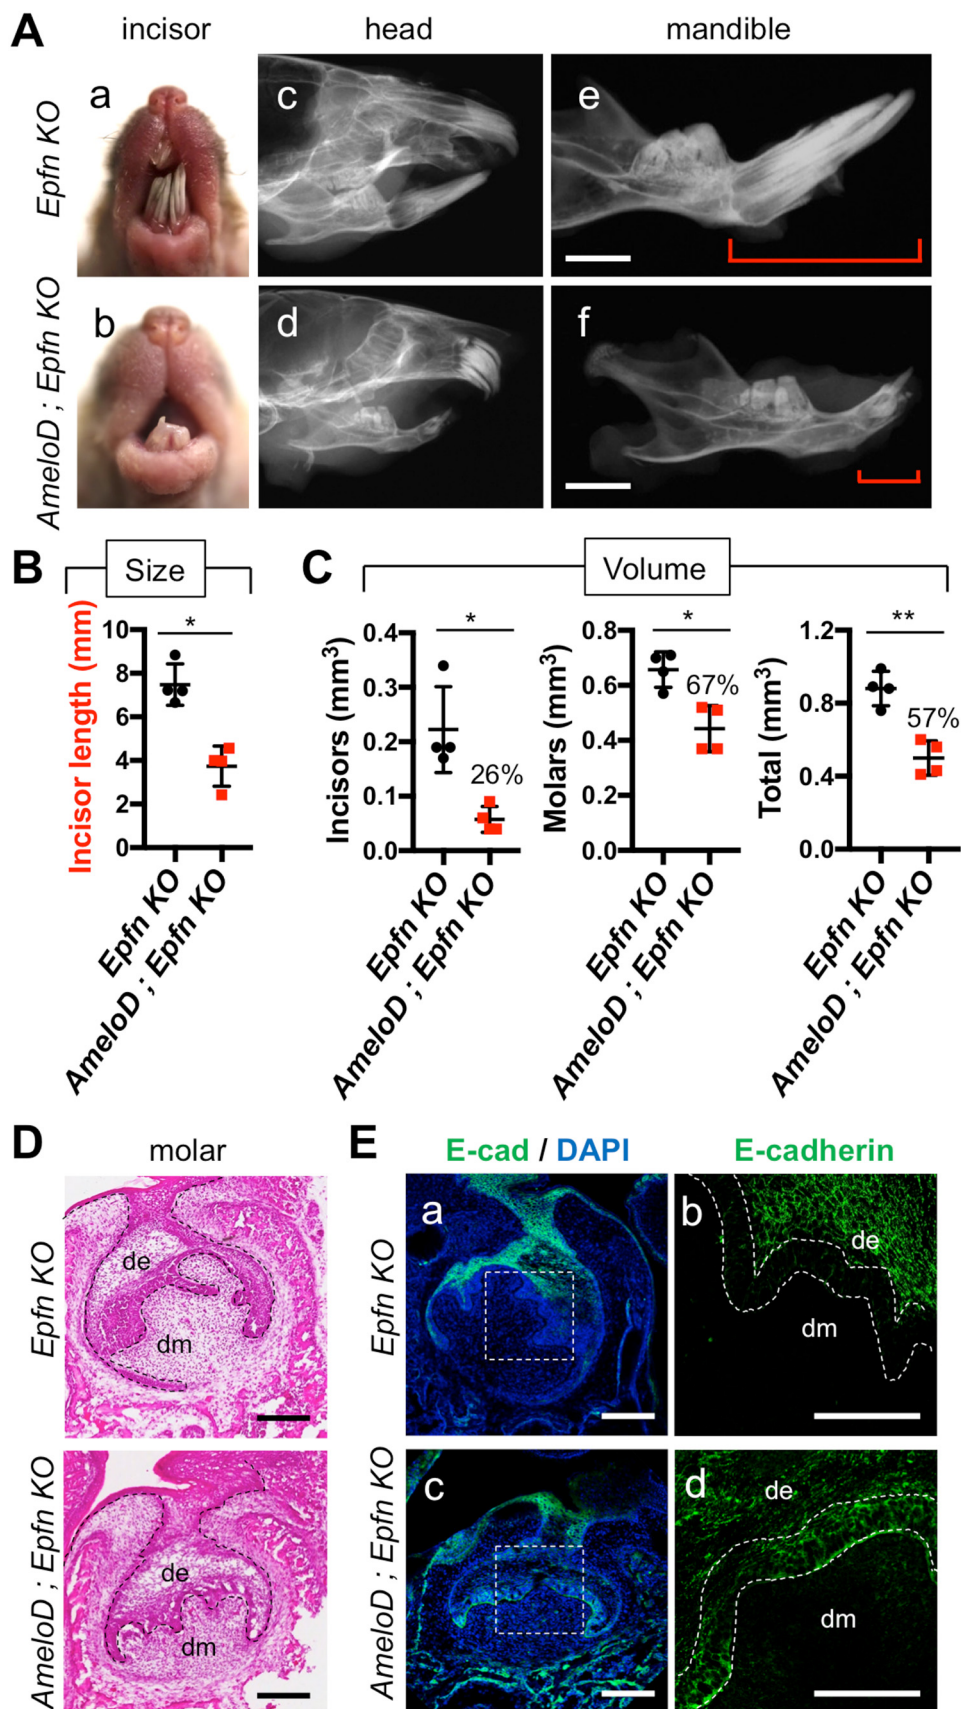 A
incisor head mandible
Epfn KO
a c e
AmeloD ; Epfn KO
b d f
B
Size
Incisor length (mm)
10
8
6
4
2
0
*
Epfn KO
AmeloD ; Epfn KO
C
Volume
Incisors (mm³)
0.4
0.3
0.2
0.1
0.0
*
26%
Epfn KO
AmeloD ; Epfn KO
Molars (mm³)
0.8
0.6
0.4
0.2
0.0
*
67%
Epfn KO
AmeloD ; Epfn KO
Total (mm³)
1.2
0.8
0.4
0.0
**
57%
Epfn KO
AmeloD ; Epfn KO
D
molar
Epfn KO
de
dm
AmeloD ; Epfn KO
de
dm
E
E-cad / DAPI E-cadherin
Epfn KO
a b
de
dm
AmeloD ; Epfn KO
c d
de
dm